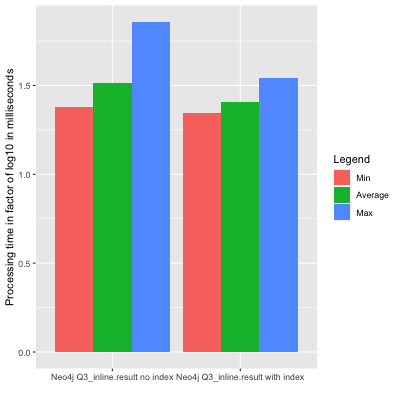 Processing time in factor of log10 in milliseconds
1.5
1.0
0.5
0.0
Neo4j Q3_inline.result no index
Neo4j Q3_inline.result with index
Legend
Min
Average
Max